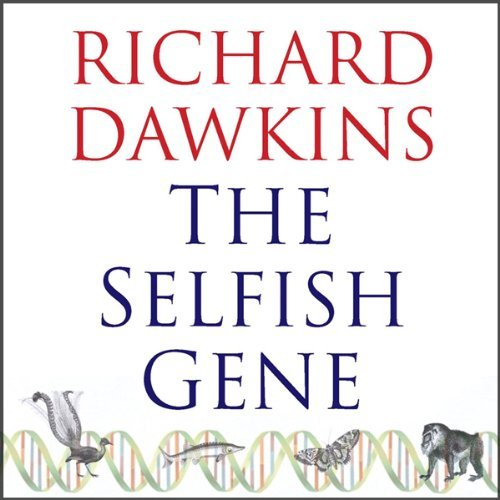 RICHARD
DAWKINS
THE
SELFISH
GENE